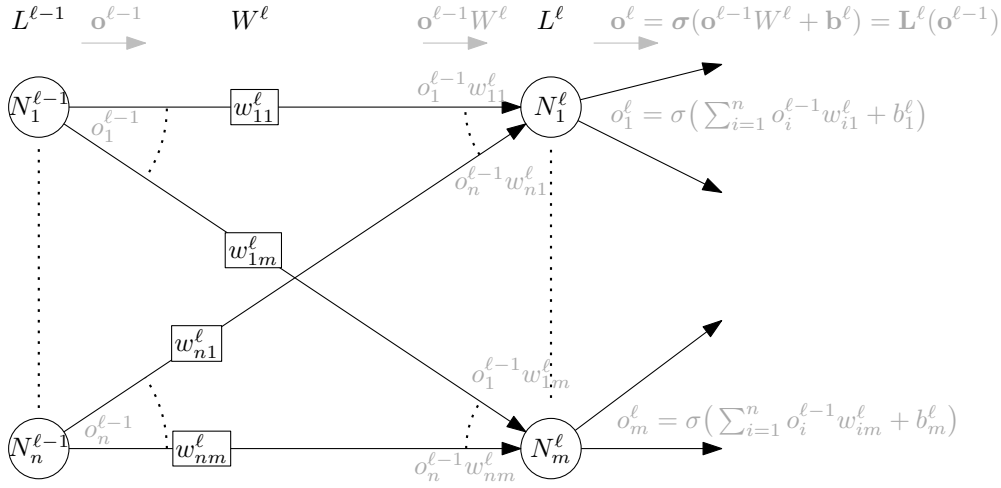 L^{ℓ−1} 𝐨^{ℓ−1} W^ℓ 𝐨^{ℓ−1}W^ℓ L^ℓ 𝐨^ℓ = 𝛔(𝐨^{ℓ−1}W^ℓ + 𝐛^ℓ) = 𝐋^ℓ(𝐨^{ℓ−1})
o_1^{ℓ−1}w_{11}^ℓ
N_1^{ℓ−1} w_{11}^ℓ N_1^ℓ
o_1^{ℓ−1} o_1^ℓ = σ(∑_{i=1}^n o_i^{ℓ−1}w_{i1}^ℓ + b_1^ℓ)
o_n^{ℓ−1}w_{n1}^ℓ
w_{1m}^ℓ
w_{n1}^ℓ
o_1^{ℓ−1}w_{1m}^ℓ
o_n^{ℓ−1} o_m^ℓ = σ(∑_{i=1}^n o_i^{ℓ−1}w_{im}^ℓ + b_m^ℓ)
N_n^{ℓ−1} w_{nm}^ℓ N_m^ℓ
o_n^{ℓ−1}w_{nm}^ℓ